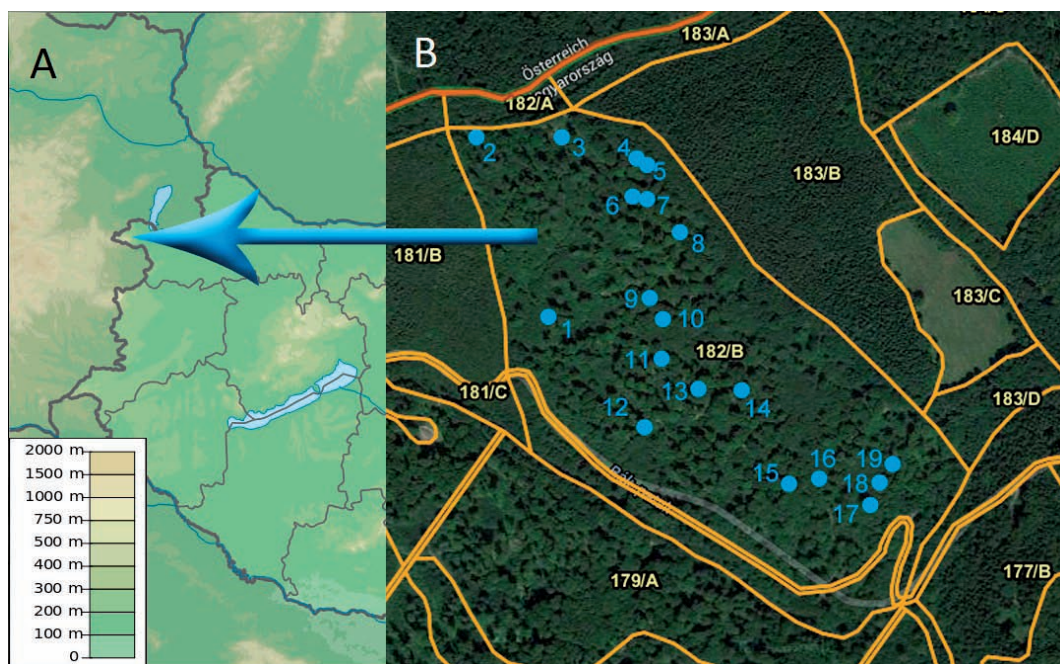 A
B
183/A
Österreich
182/A
184/D
2
3
4
5
183/B
6
7
8
181/B
183/C
9
1
10
182/B
11
181/C
13
14
183/D
12
2000 m
1500 m
1000 m
750 m
500 m
400 m
300 m
200 m
100 m
0
19
16
15
18
17
179/A
177/B